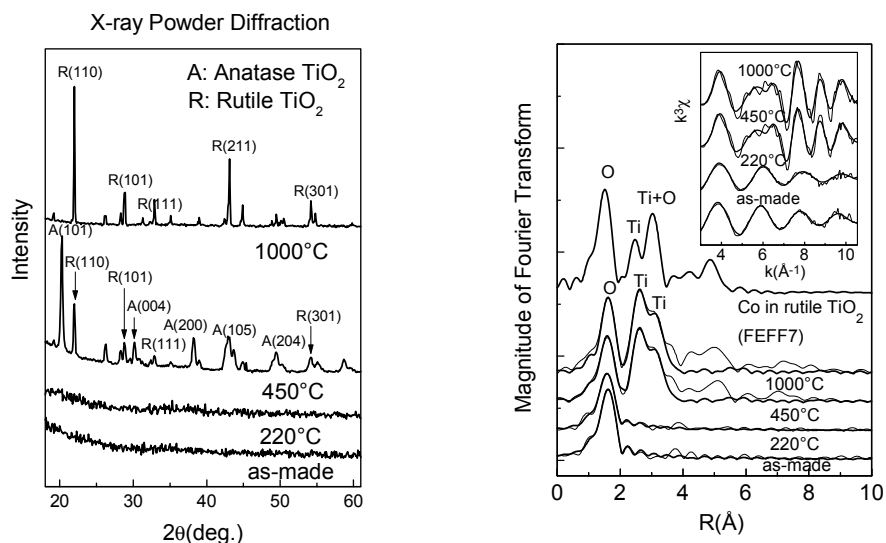 X-ray Powder Diffraction
A: Anatase TiO2
R: Rutile TiO2
R(110)
R(101)
R(111)
R(211)
R(301)
1000°C
A(101)
R(110)
R(101)
A(004)
R(111)
A(200)
A(105)
A(204)
R(301)
450°C
220°C
as-made
Intensity
20 30 40 50 60
2θ(deg.)
1000°C
450°C
220°C
as-made
k³χ
4 6 8 10
k(Å⁻¹)
O
Ti
Ti+O
Co in rutile TiO2
(FEFF7)
O
Ti
Ti
1000°C
450°C
220°C
as-made
Magnitude of Fourier Transform
0 2 4 6 8 10
R(Å)